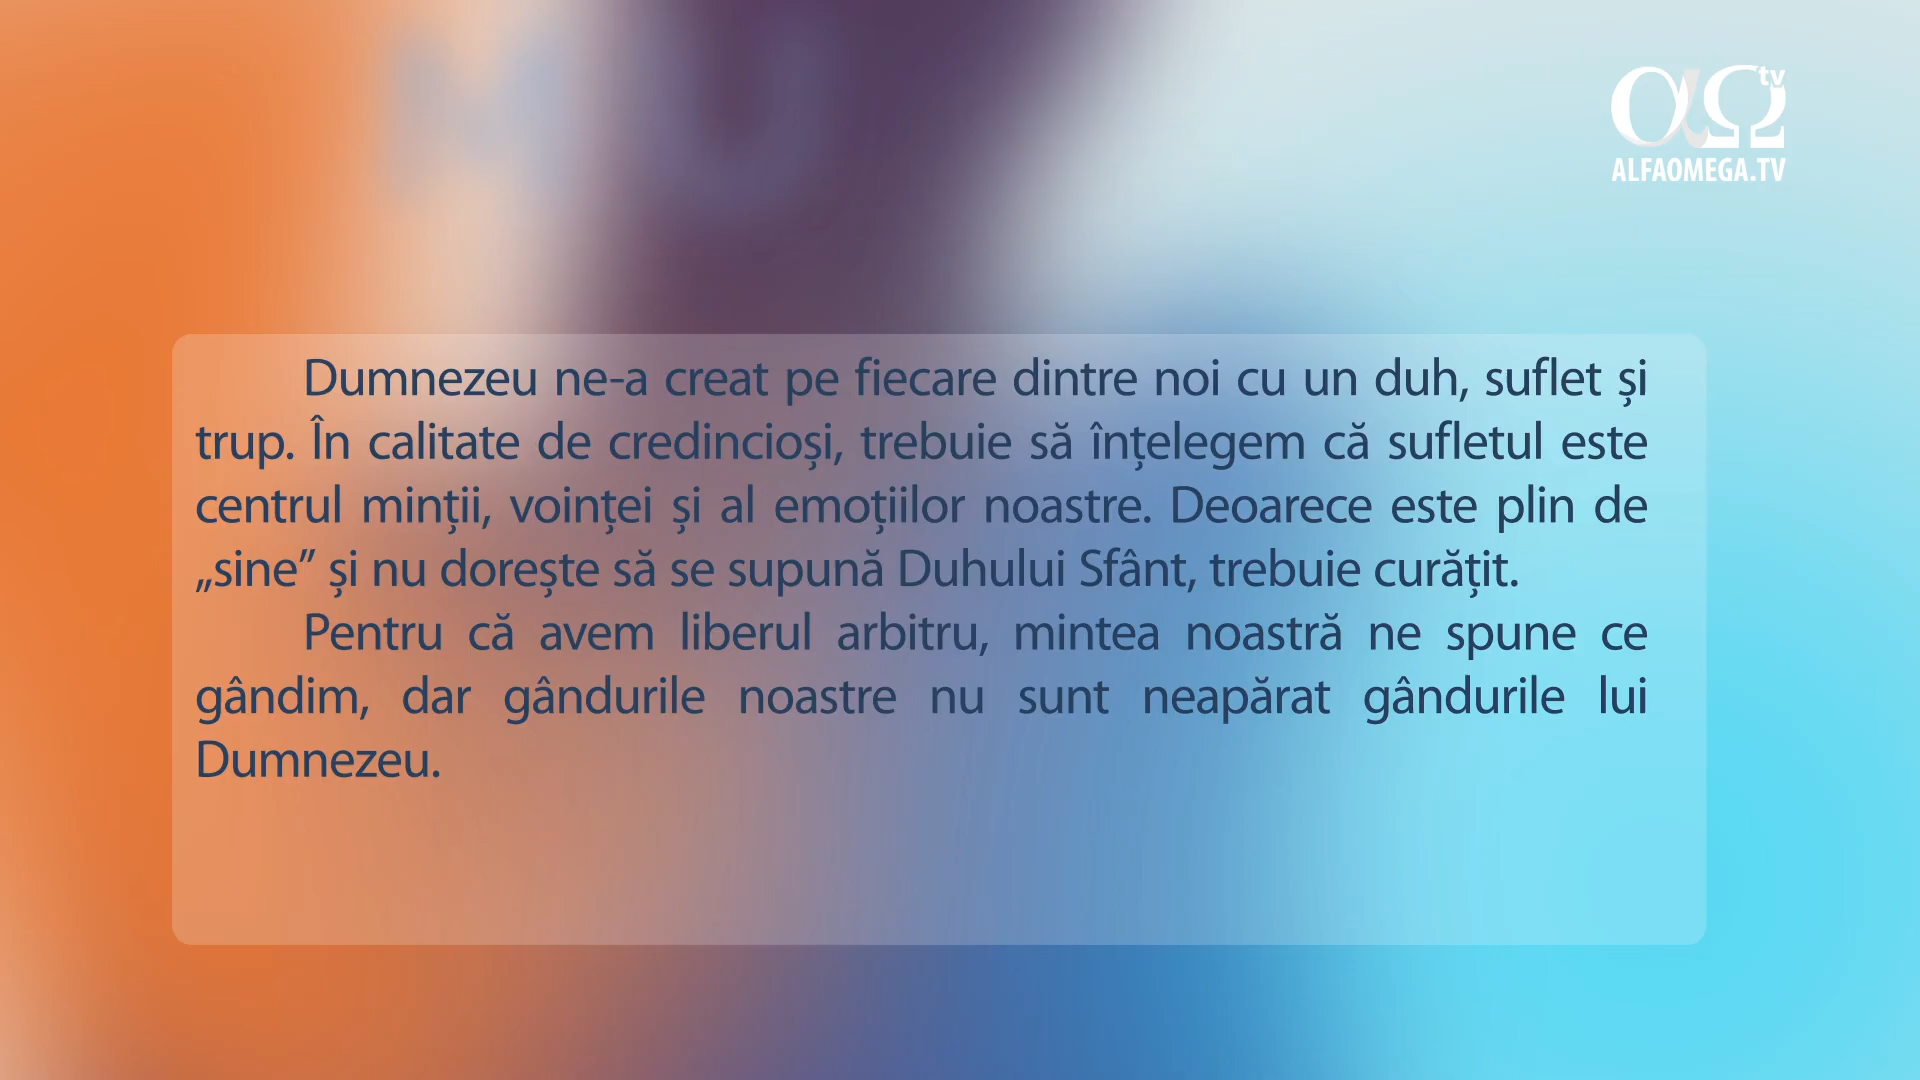 tv
αΩ
ALFAOMEGA.TV
Dumnezeu ne-a creat pe fiecare dintre noi cu un duh, suflet și
trup. În calitate de credincioși, trebuie să înțelegem că sufletul este
centrul minții, voinței și al emoțiilor noastre. Deoarece este plin de
„sine” și nu dorește să se supună Duhului Sfânt, trebuie curățit.
Pentru că avem liberul arbitru, mintea noastră ne spune ce
gândim, dar gândurile noastre nu sunt neapărat gândurile lui
Dumnezeu.